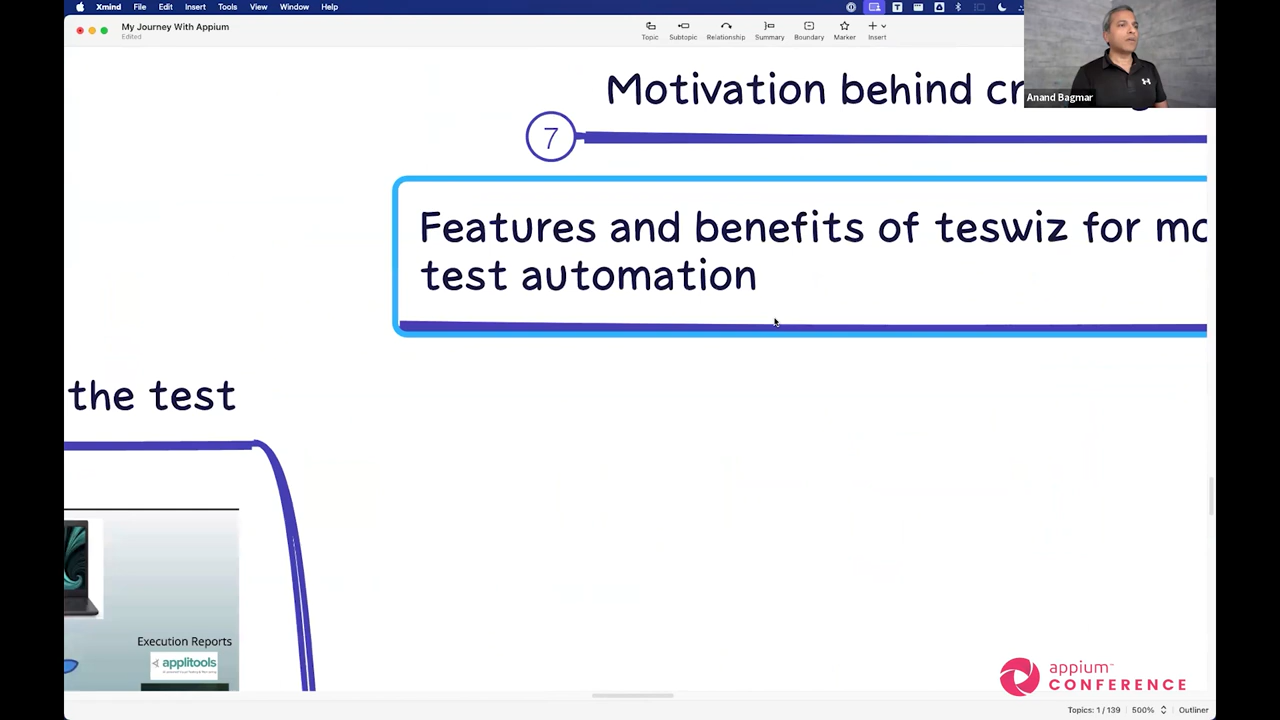 Xmind File Edit Insert Tools View Window Help
My Journey With Appium
Edited
Topic Subtopic Relationship Summary Boundary Marker Insert
Anand Bagmar
Motivation behind cr
7
Features and benefits of teswiz for mo
test automation
the test
Execution Reports
applitools
appium
CONFERENCE
Topics: 1 / 139 500% Outliner